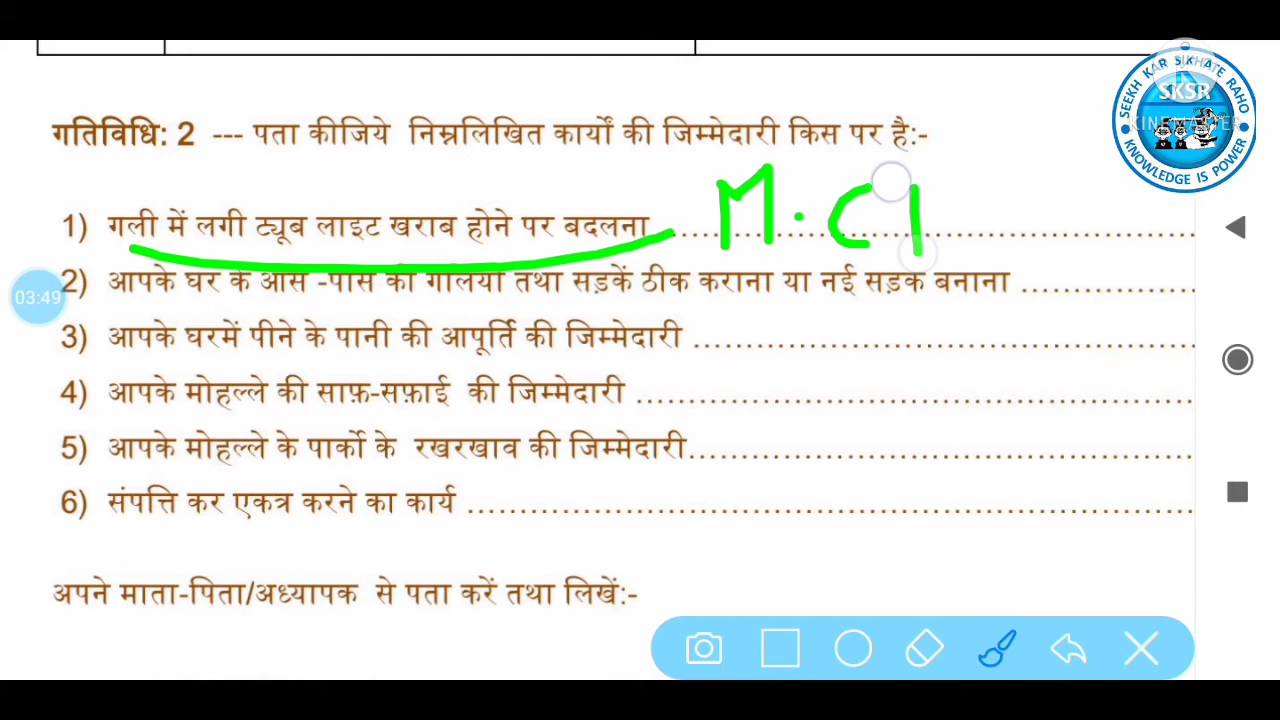 SEEKH KAR SIKHATE RAHO
SKSR
KINEMASTER
KNOWLEDGE IS POWER
गतिविधि: 2 --- पता कीजिये निम्नलिखित कार्यों की जिम्मेदारी किस पर है:-
M.C
1) गली में लगी ट्यूब लाइट खराब होने पर बदलना ..........
03:49
2) आपके घर के आस -पास की गलियों तथा सड़कें ठीक कराना या नई सड़क बनाना ..........
3) आपके घरमें पीने के पानी की आपूर्ति की जिम्मेदारी ..........
4) आपके मोहल्ले की साफ़-सफ़ाई की जिम्मेदारी ..........
5) आपके मोहल्ले के पार्को के रखरखाव की जिम्मेदारी..........
6) संपत्ति कर एकत्र करने का कार्य ..........
अपने माता-पिता/अध्यापक से पता करें तथा लिखें:-